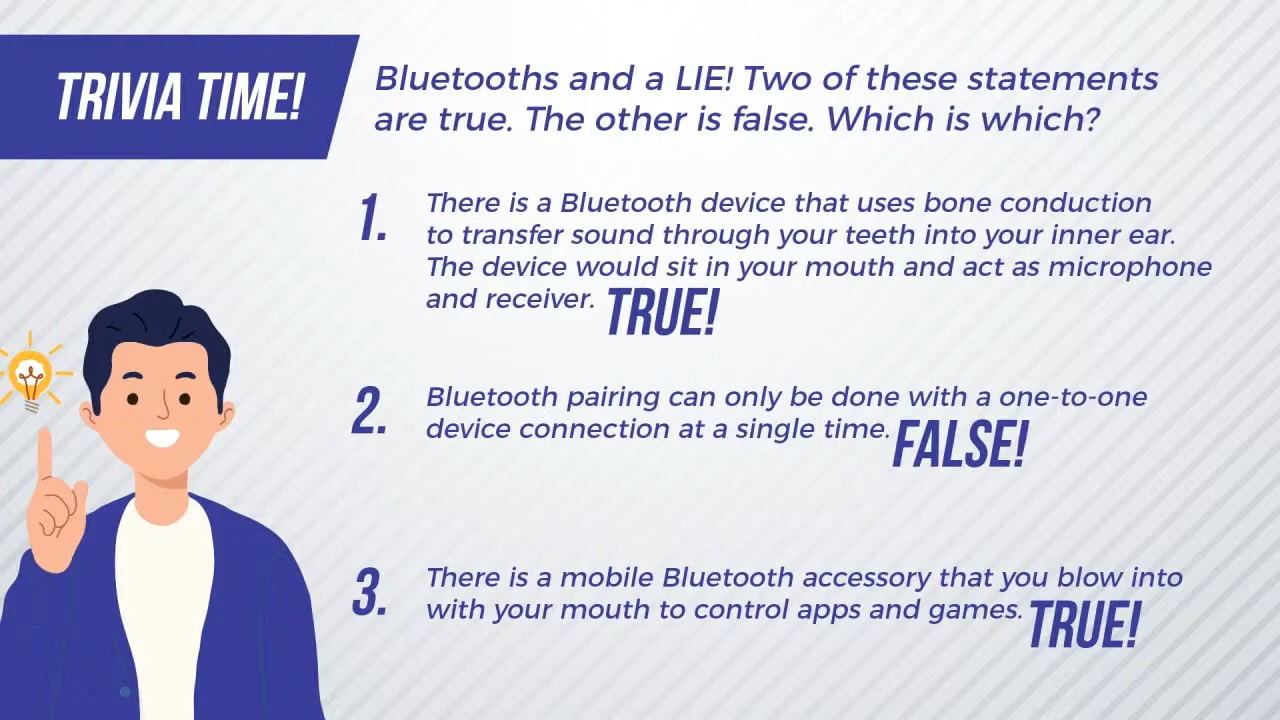 TRIVIA TIME!
Bluetooths and a LIE! Two of these statements
are true. The other is false. Which is which?
1. There is a Bluetooth device that uses bone conduction
to transfer sound through your teeth into your inner ear.
The device would sit in your mouth and act as microphone
and receiver. TRUE!
2. Bluetooth pairing can only be done with a one-to-one
device connection at a single time. FALSE!
3. There is a mobile Bluetooth accessory that you blow into
with your mouth to control apps and games. TRUE!